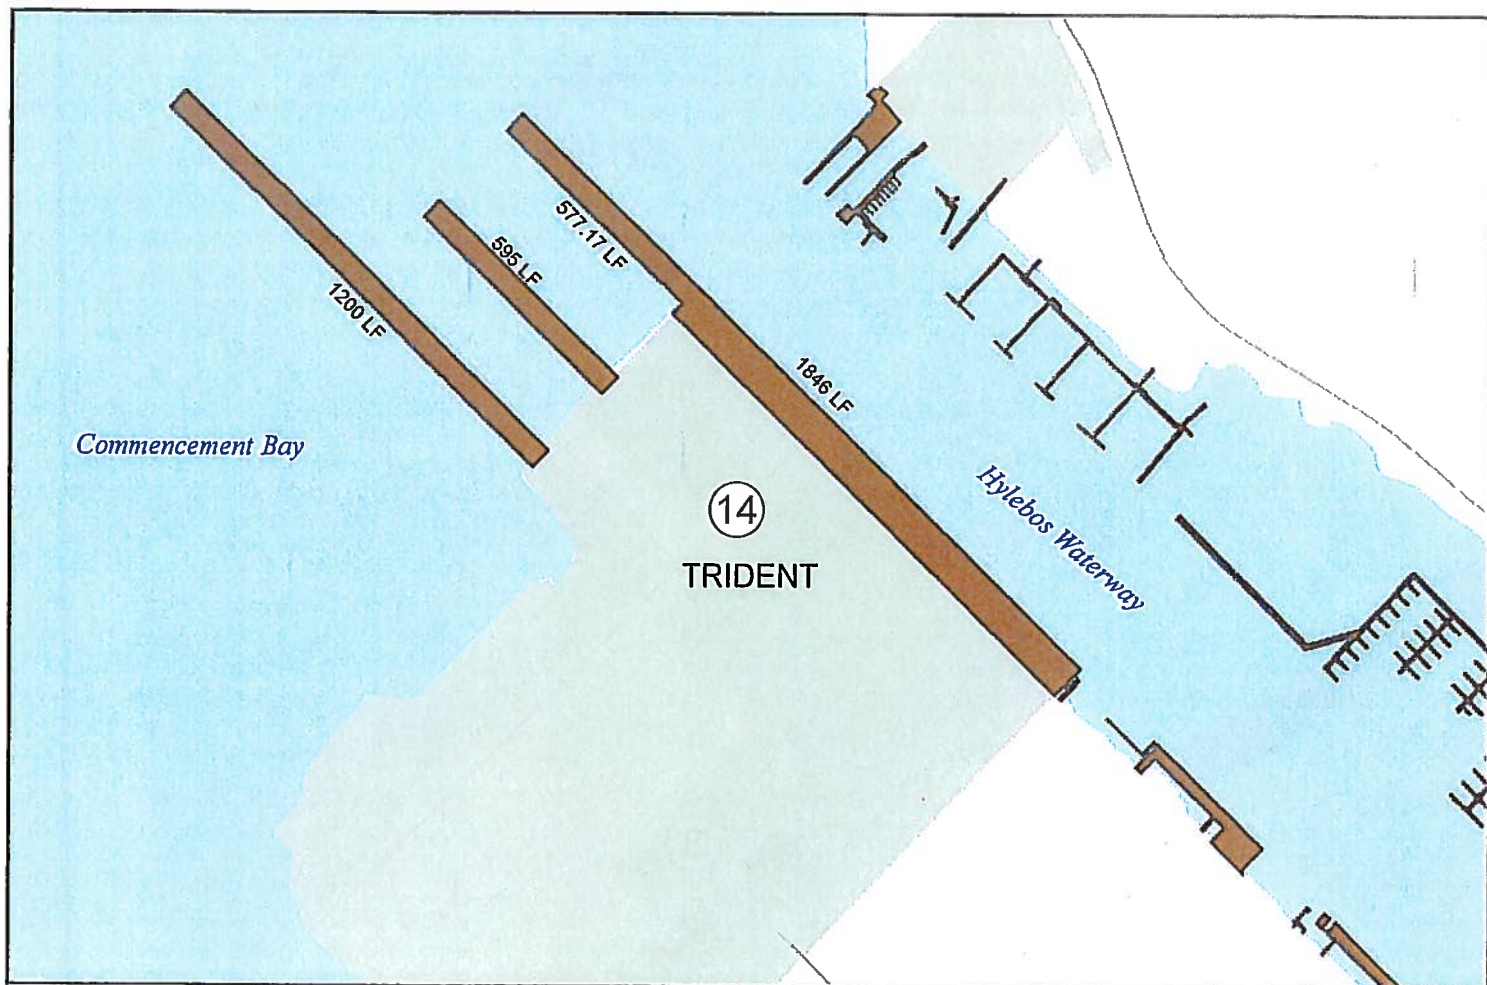 577.17 LF
595 LF
1200 LF
1846 LF
Commencement Bay
14
TRIDENT
Hylebos Waterway